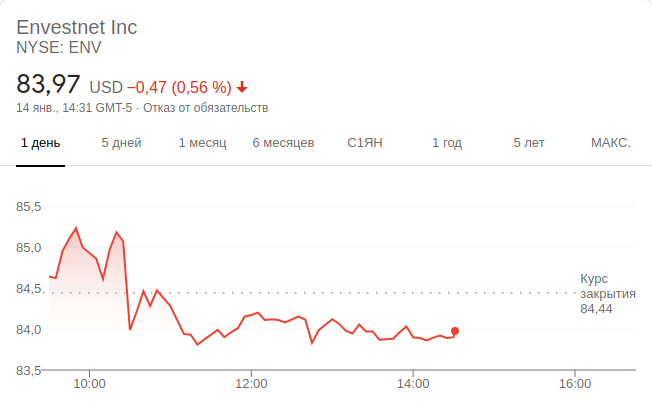 Envestnet Inc
NYSE: ENV
83,97 USD −0,47 (0,56 %)
14 янв., 14:31 GMT-5 · Отказ от обязательств
1 день 5 дней 1 месяц 6 месяцев С1ЯН 1 год 5 лет МАКС.
85,5
85,0
84,5
84,0
83,5
Курс
закрытия
84,44
10:00 12:00 14:00 16:00